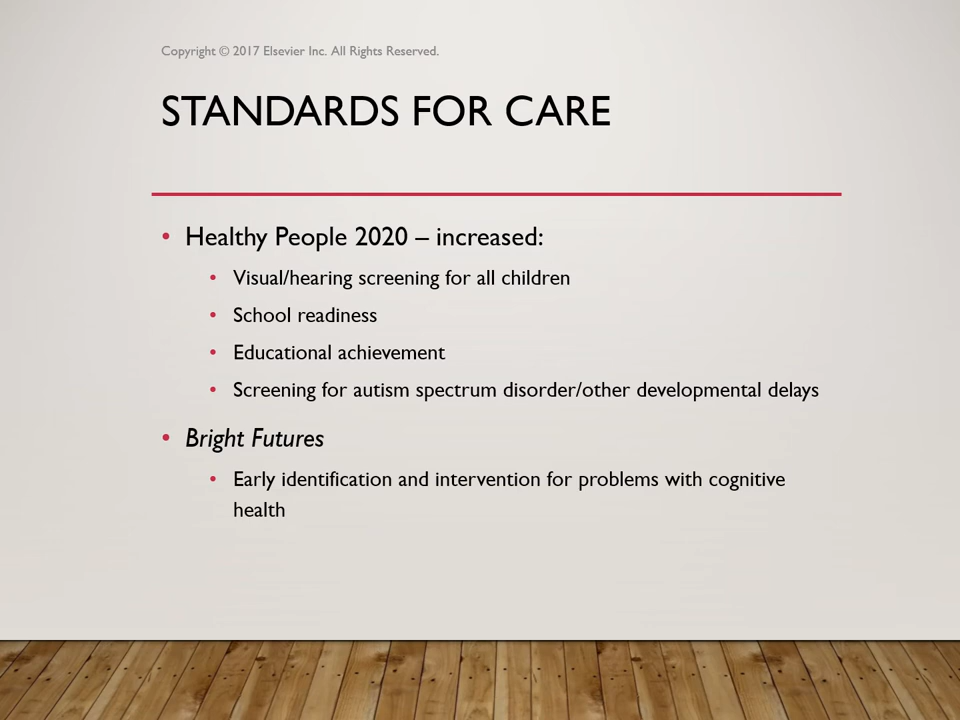 Copyright © 2017 Elsevier Inc. All Rights Reserved.
STANDARDS FOR CARE
• Healthy People 2020 – increased:
• Visual/hearing screening for all children
• School readiness
• Educational achievement
• Screening for autism spectrum disorder/other developmental delays
• Bright Futures
• Early identification and intervention for problems with cognitive
health